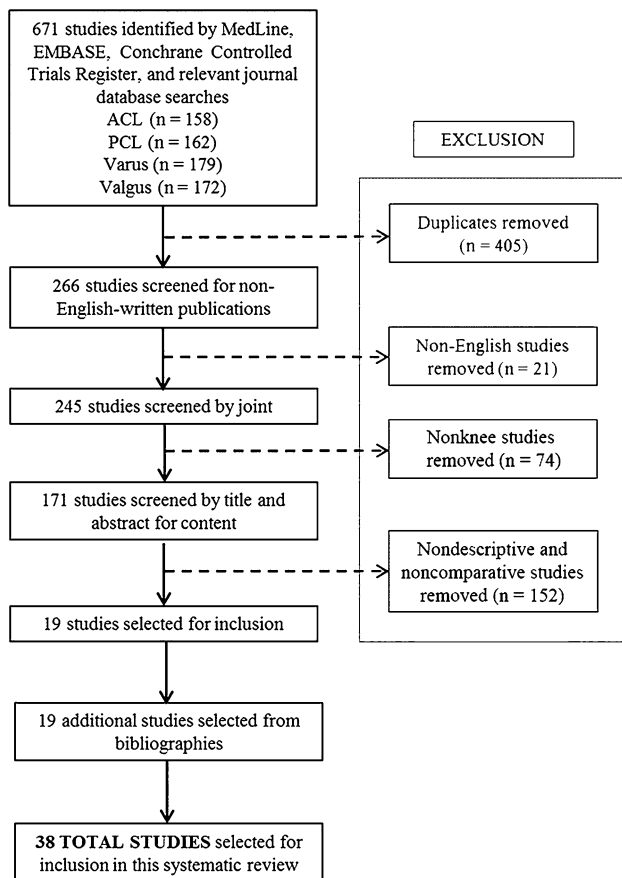 671 studies identified by MedLine,
EMBASE, Conchrane Controlled
Trials Register, and relevant journal
database searches
ACL (n = 158)
PCL (n = 162)
Varus (n = 179)
Valgus (n = 172)
EXCLUSION
Duplicates removed
(n = 405)
266 studies screened for non-
English-written publications
Non-English studies
removed (n = 21)
245 studies screened by joint
Nonknee studies
removed (n = 74)
171 studies screened by title and
abstract for content
Nondescriptive and
noncomparative studies
removed (n = 152)
19 studies selected for inclusion
19 additional studies selected from
bibliographies
38 TOTAL STUDIES selected for
inclusion in this systematic review